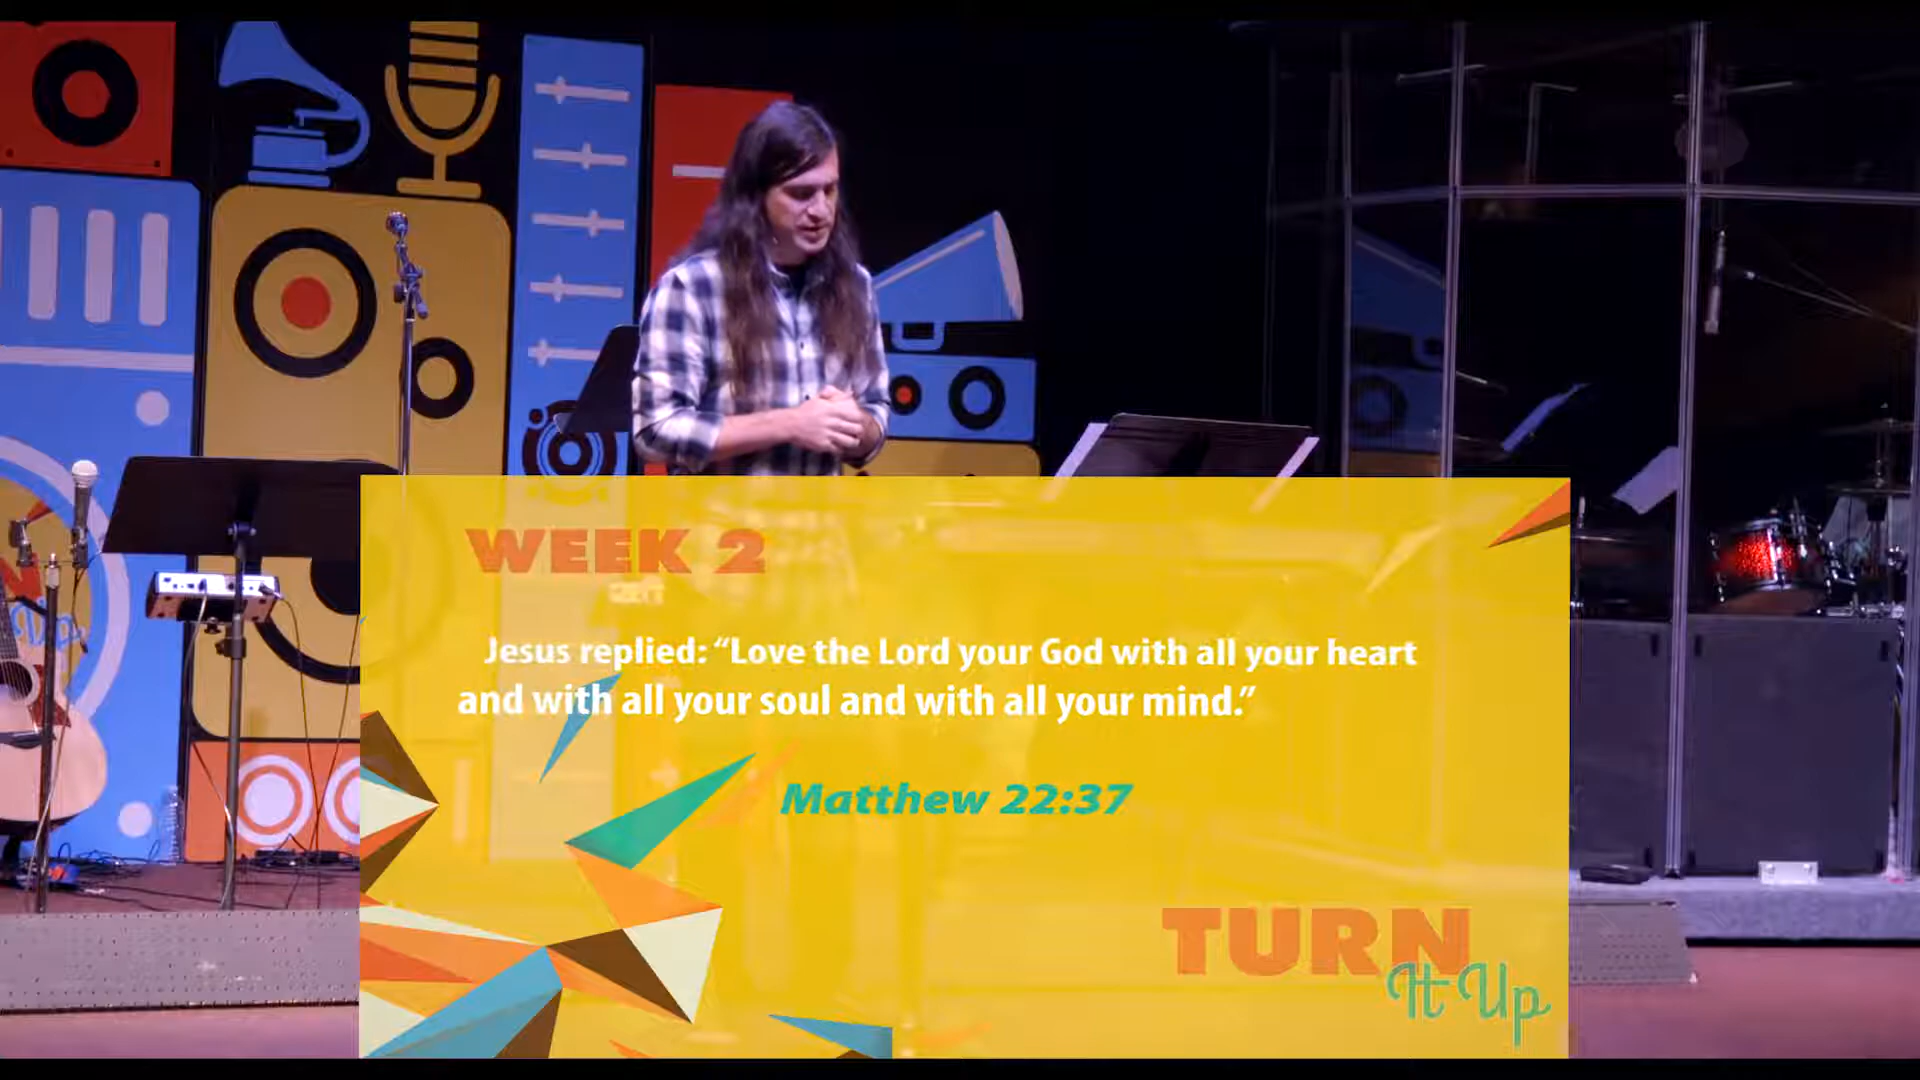 WEEK 2
Jesus replied: “Love the Lord your God with all your heart
and with all your soul and with all your mind.”
Matthew 22:37
TURN
It Up